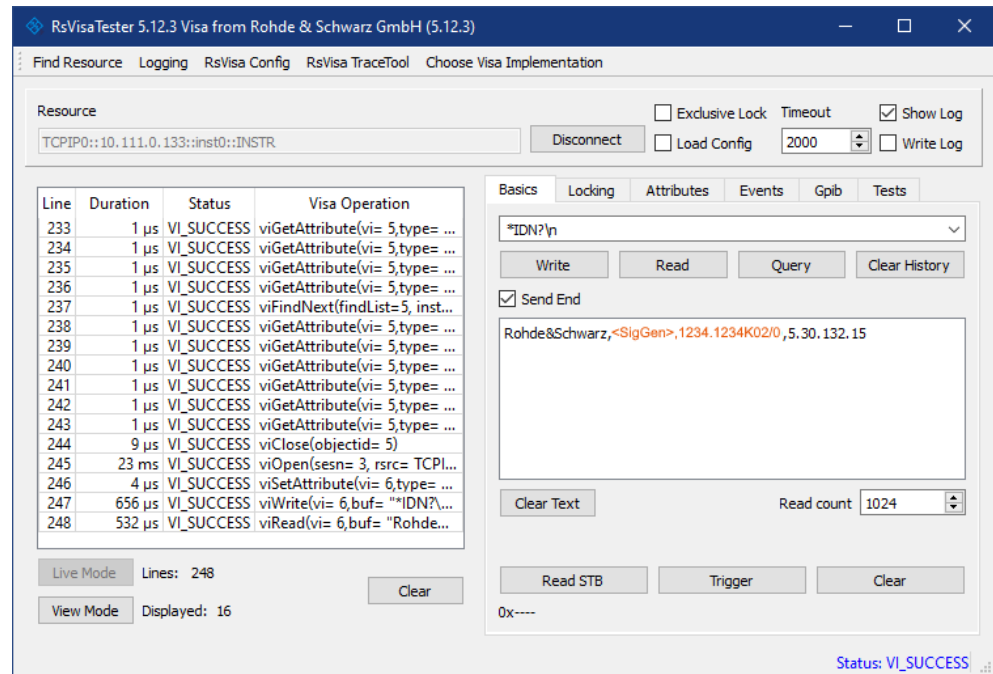 RsVisaTester 5.12.3 Visa from Rohde & Schwarz GmbH (5.12.3)
Find Resource Logging RsVisa Config RsVisa TraceTool Choose Visa Implementation
Resource
TCPIP0::10.111.0.133::inst0::INSTR
Disconnect
Exclusive Lock Timeout Show Log
Load Config 2000 Write Log
Line Duration Status Visa Operation
233 1 µs VI_SUCCESS viGetAttribute(vi= 5,type= ...
234 1 µs VI_SUCCESS viGetAttribute(vi= 5,type= ...
235 1 µs VI_SUCCESS viGetAttribute(vi= 5,type= ...
236 1 µs VI_SUCCESS viGetAttribute(vi= 5,type= ...
237 1 µs VI_SUCCESS viFindNext(findList=5, inst...
238 1 µs VI_SUCCESS viGetAttribute(vi= 5,type= ...
239 1 µs VI_SUCCESS viGetAttribute(vi= 5,type= ...
240 1 µs VI_SUCCESS viGetAttribute(vi= 5,type= ...
241 1 µs VI_SUCCESS viGetAttribute(vi= 5,type= ...
242 1 µs VI_SUCCESS viGetAttribute(vi= 5,type= ...
243 1 µs VI_SUCCESS viGetAttribute(vi= 5,type= ...
244 9 µs VI_SUCCESS viClose(objectid= 5)
245 23 ms VI_SUCCESS viOpen(sesn= 3, rsrc= TCPI...
246 4 µs VI_SUCCESS viSetAttribute(vi= 6,type= ...
247 656 µs VI_SUCCESS viWrite(vi= 6,buf= "*IDN?\...
248 532 µs VI_SUCCESS viRead(vi= 6,buf= "Rohde...
Live Mode Lines: 248
Clear
View Mode Displayed: 16
Basics Locking Attributes Events Gpib Tests
*IDN?\n
Write Read Query Clear History
Send End
Rohde&Schwarz,<SigGen>,1234.1234K02/0 ,5.30.132.15
Clear Text Read count 1024
Read STB Trigger Clear
0x----
Status: VI_SUCCESS